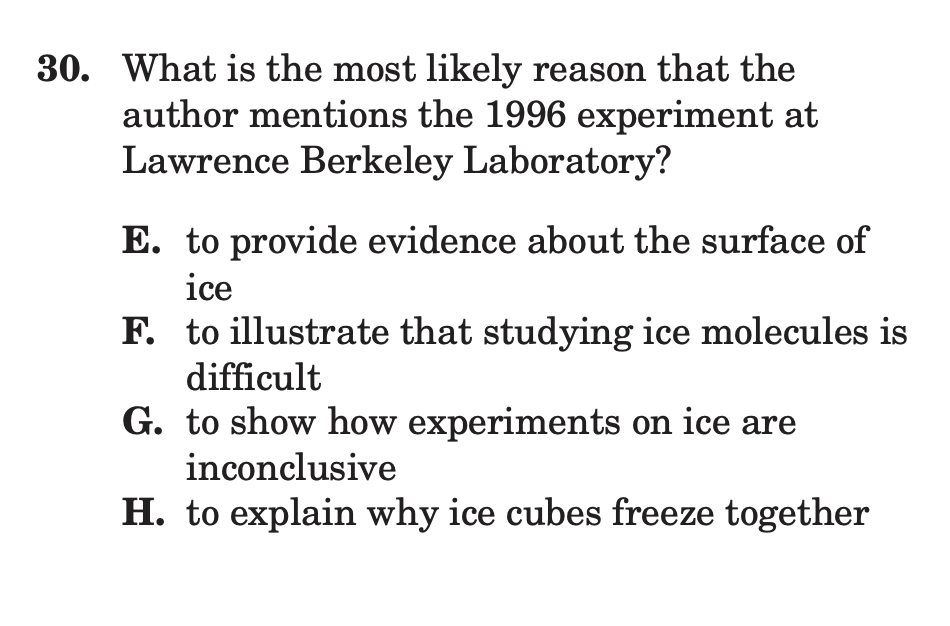 30. What is the most likely reason that the
author mentions the 1996 experiment at
Lawrence Berkeley Laboratory?
E. to provide evidence about the surface of
ice
F. to illustrate that studying ice molecules is
difficult
G. to show how experiments on ice are
inconclusive
H. to explain why ice cubes freeze together